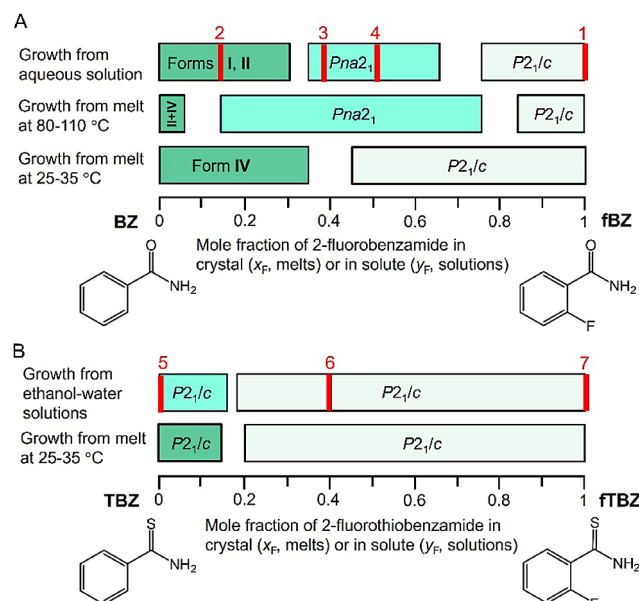 A
2 3 4 1
Growth from
aqueous solution
Forms I, II
Pna2₁
P2₁/c
Growth from melt
at 80-110 °C
II+IV
Pna2₁
P2₁/c
Growth from melt
at 25-35 °C
Form IV
P2₁/c
0 0.2 0.4 0.6 0.8 1
BZ
fBZ
Mole fraction of 2-fluorobenzamide in
crystal (xF, melts) or in solute (yF, solutions)
O
NH₂
O
NH₂
F
B
5 6 7
Growth from
ethanol-water
solutions
P2₁/c
P2₁/c
Growth from melt
at 25-35 °C
P2₁/c
P2₁/c
0 0.2 0.4 0.6 0.8 1
TBZ
fTBZ
Mole fraction of 2-fluorothiobenzamide in
crystal (xF, melts) or in solute (yF, solutions)
S
NH₂
S
NH₂
F